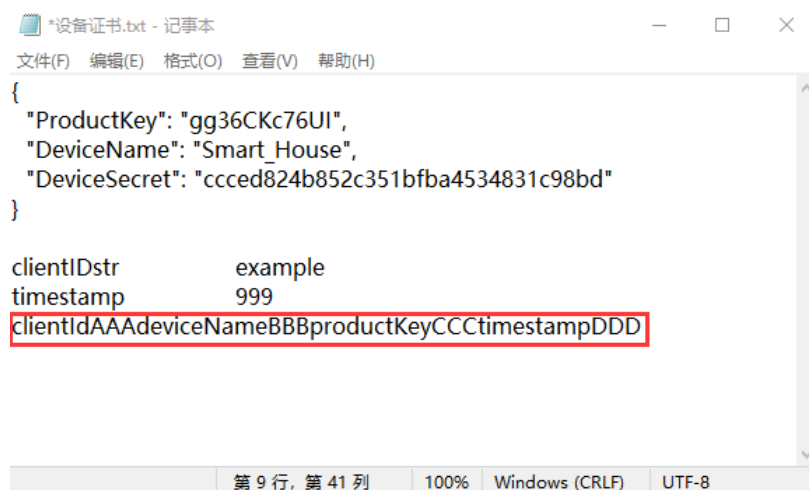 *设备证书.txt - 记事本
文件(F) 编辑(E) 格式(O) 查看(V) 帮助(H)
{
"ProductKey": "gg36CKc76UI",
"DeviceName": "Smart_House",
"DeviceSecret": "ccced824b852c351bfba4534831c98bd"
}
clientIDstr example
timestamp 999
clientIdAAAdeviceNameBBBproductKeyCCCtimestampDDD
第 9 行，第 41 列 100% Windows (CRLF) UTF-8